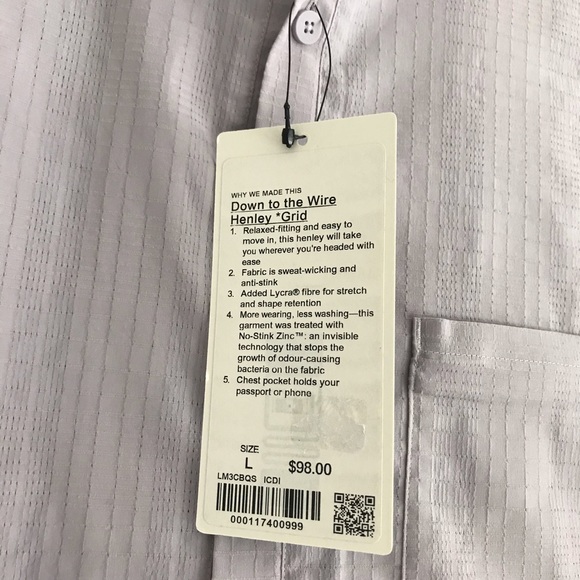 WHY WE MADE THIS
Down to the Wire
Henley *Grid
1. Relaxed-fitting and easy to
move in, this henley will take
you wherever you're headed with
ease
2. Fabric is sweat-wicking and
anti-stink
3. Added Lycra® fibre for stretch
and shape retention
4. More wearing, less washing—this
garment was treated with
No-Stink Zinc™: an invisible
technology that stops the
growth of odour-causing
bacteria on the fabric
5. Chest pocket holds your
passport or phone
SIZE
L $98.00
LM3CBQS ICDI
000117400999